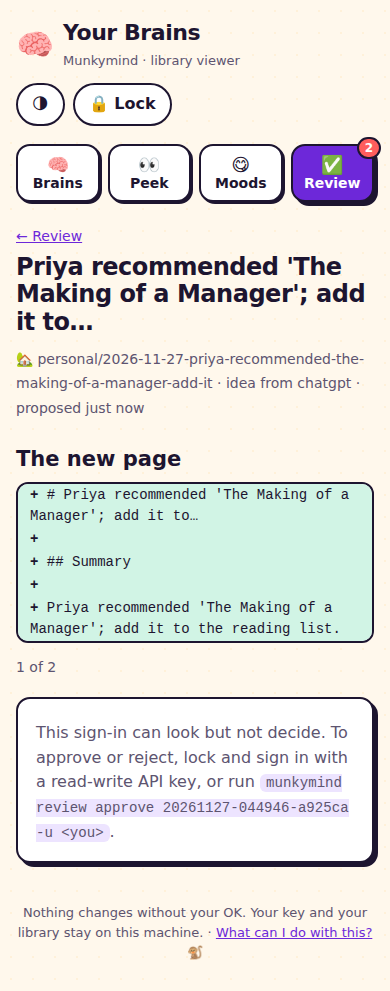 Your Brains
Munkymind · library viewer
Lock
Brains
Peek
Moods
Review
2
← Review
Priya recommended 'The
Making of a Manager'; add
it to…
personal/2026-11-27-priya-recommended-the-
making-of-a-manager-add-it · idea from chatgpt ·
proposed just now
The new page
+ # Priya recommended 'The Making of a
Manager'; add it to…
+
+ ## Summary
+
+ Priya recommended 'The Making of a
Manager'; add it to the reading list.
1 of 2
This sign-in can look but not decide. To
approve or reject, lock and sign in with
a read-write API key, or run munkymind
review approve 20261127-044946-a925ca
-u <you>.
Nothing changes without your OK. Your key and your
library stay on this machine. · What can I do with this?